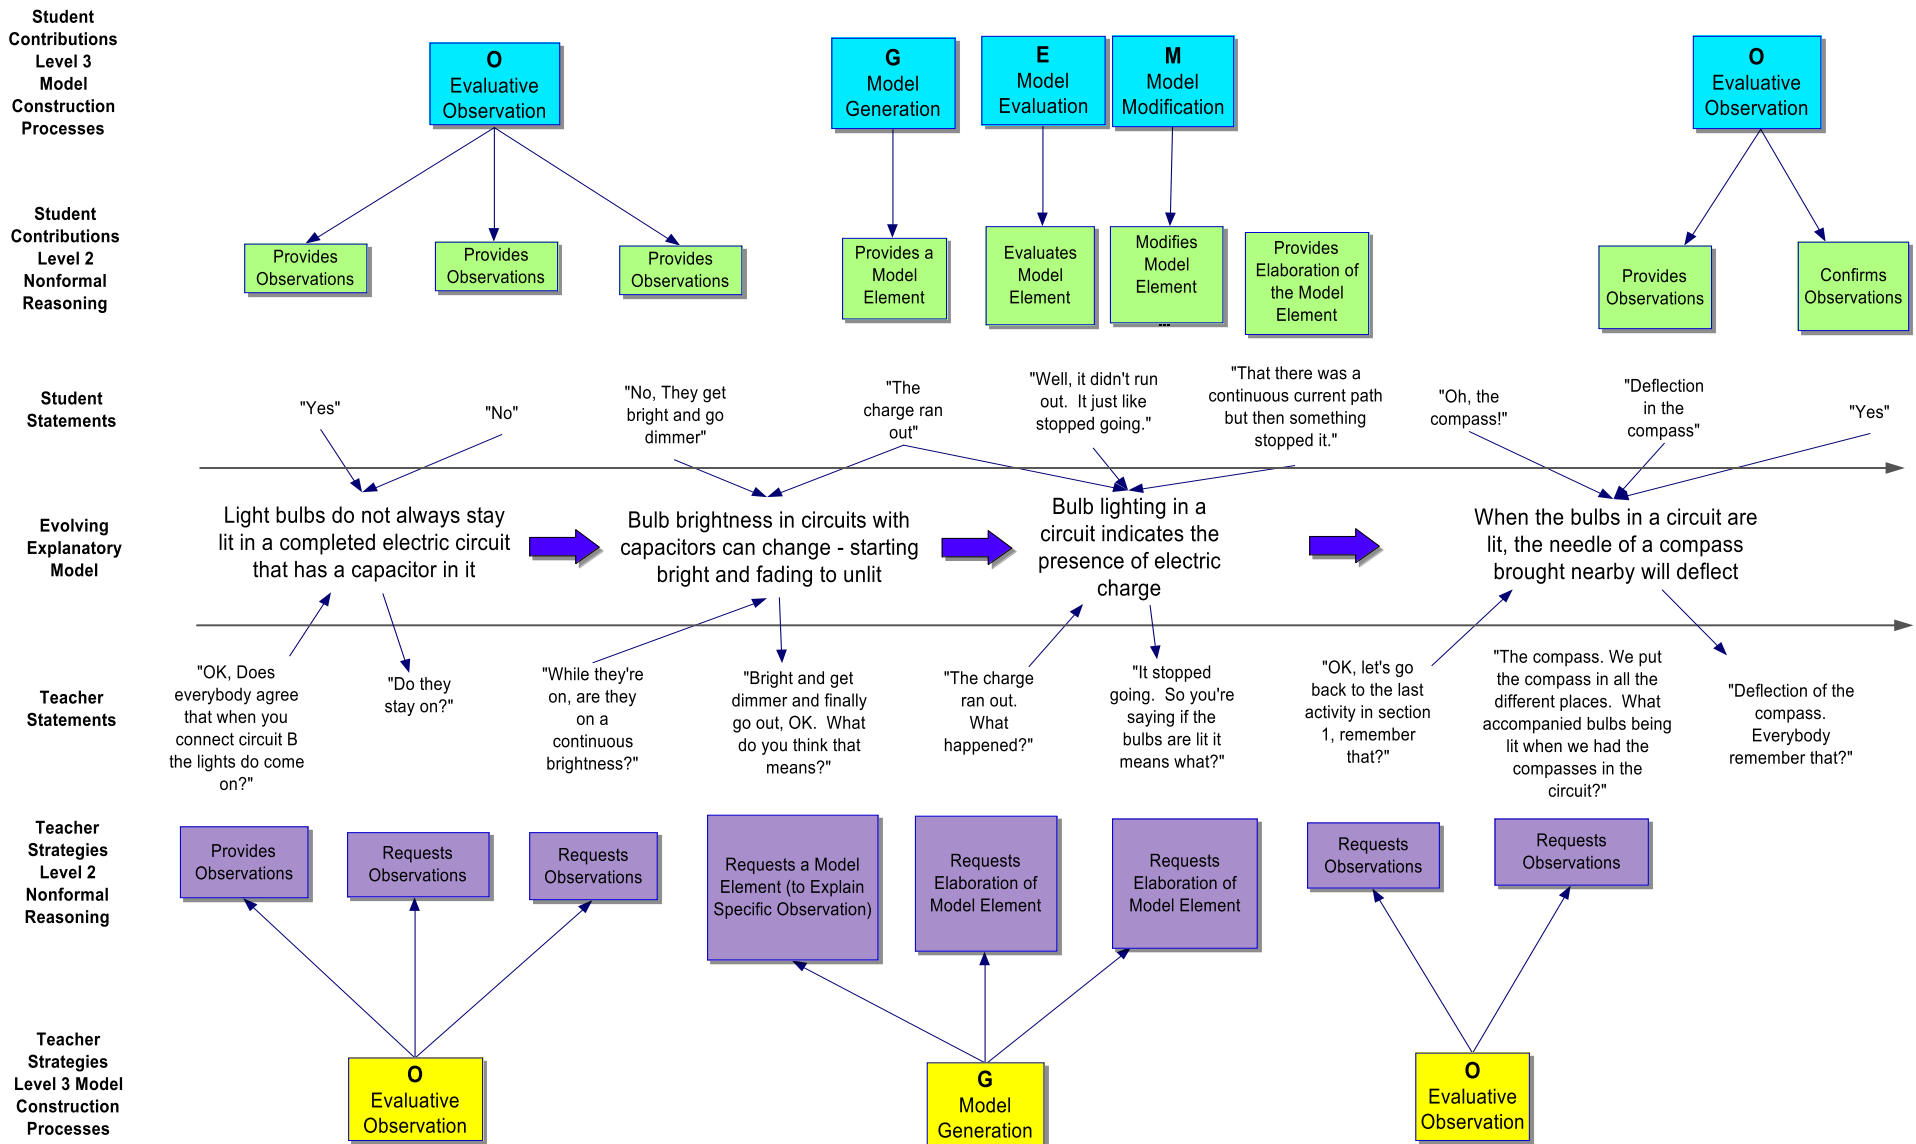 Student
Contributions
Level 3
Model
Construction
Processes
O
Evaluative
Observation
G
Model
Generation
E
Model
Evaluation
M
Model
Modification
O
Evaluative
Observation
Student
Contributions
Level 2
Nonformal
Reasoning
Provides
Observations
Provides
Observations
Provides
Observations
Provides a
Model
Element
Evaluates
Model
Element
Modifies
Model
Element
...
Provides
Elaboration of
the Model
Element
Provides
Observations
Confirms
Observations
Student
Statements
"Yes"
"No"
"No, They get
bright and go
dimmer"
"The
charge ran
out"
"Well, it didn't run
out.  It just like
stopped going."
"That there was a
continuous current path
but then something
stopped it."
"Oh, the
compass!"
"Deflection
in the
compass"
"Yes"
Evolving
Explanatory
Model
Light bulbs do not always stay
lit in a completed electric circuit
that has a capacitor in it
Bulb brightness in circuits with
capacitors can change - starting
bright and fading to unlit
Bulb lighting in a
circuit indicates the
presence of electric
charge
When the bulbs in a circuit are
lit, the needle of a compass
brought nearby will deflect
Teacher
Statements
"OK, Does
everybody agree
that when you
connect circuit B
the lights do come
on?"
"Do they
stay on?"
"While they're
on, are they
on a
continuous
brightness?"
"Bright and get
dimmer and finally
go out, OK.  What
do you think that
means?"
"The charge
ran out.
What
happened?"
"It stopped
going.  So you're
saying if the
bulbs are lit it
means what?"
"OK, let's go
back to the last
activity in section
1, remember
that?"
"The compass. We put
the compass in all the
different places.  What
accompanied bulbs being
lit when we had the
compasses in the
circuit?"
"Deflection of the
compass.
Everybody
remember that?"
Teacher
Strategies
Level 2
Nonformal
Reasoning
Provides
Observations
Requests
Observations
Requests
Observations
Requests a Model
Element (to Explain
Specific Observation)
Requests
Elaboration of
Model Element
Requests
Elaboration of
Model Element
Requests
Observations
Requests
Observations
Teacher
Strategies
Level 3 Model
Construction
Processes
O
Evaluative
Observation
G
Model
Generation
O
Evaluative
Observation